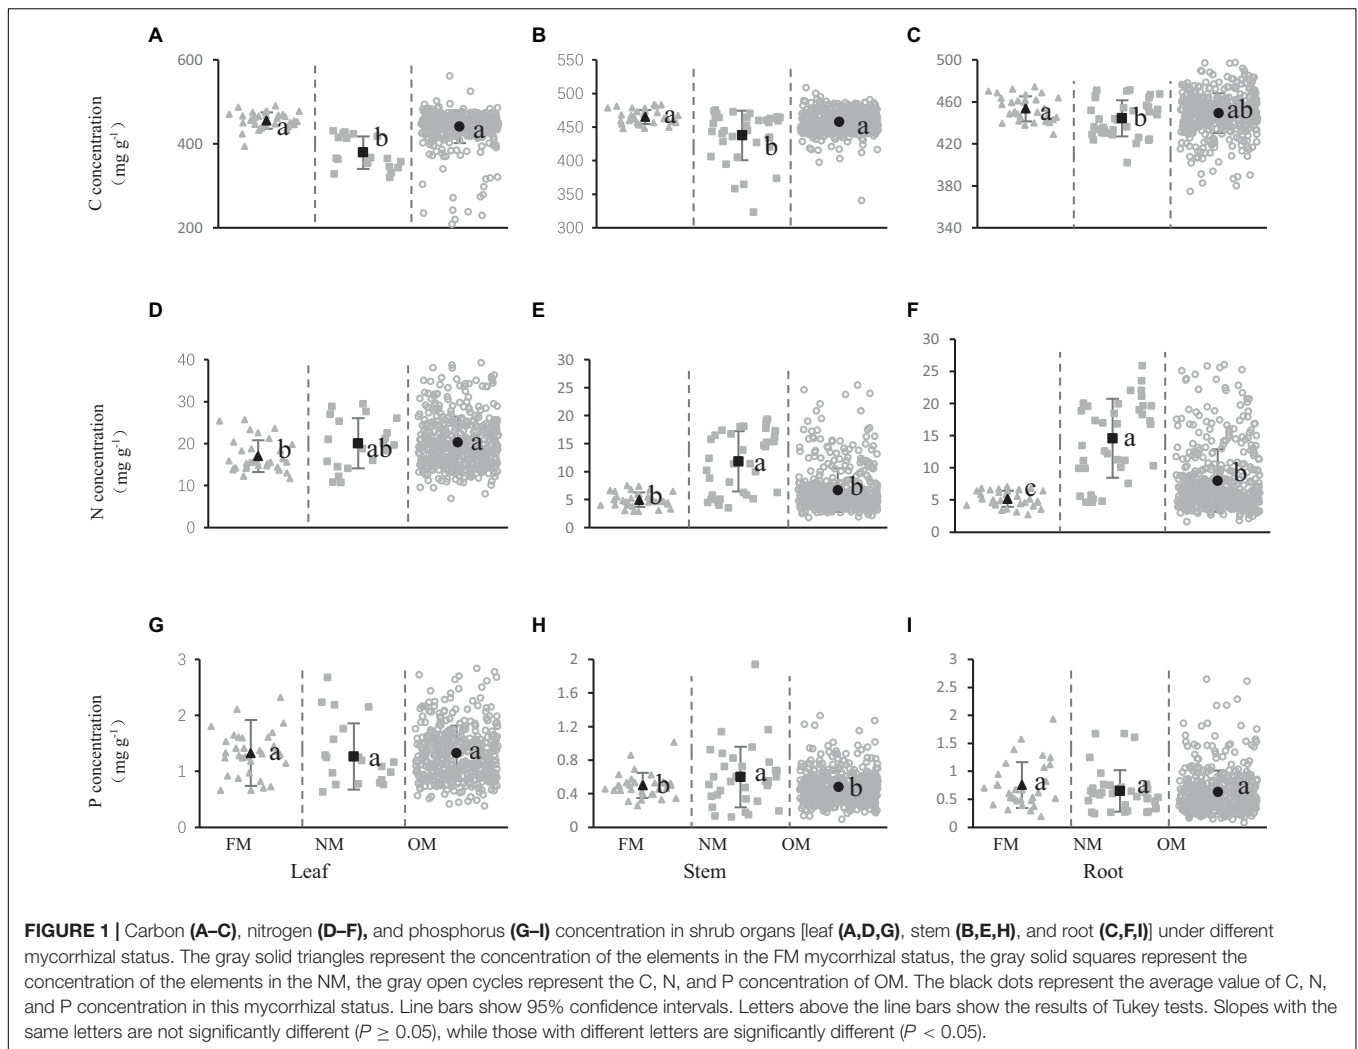 A
B
C
C concentration
(mg g-1)
600
400
200
a
b
a
550
500
450
400
350
300
a
b
a
500
460
420
380
340
a
b
ab
D
E
F
N concentration
(mg g-1)
40
30
20
10
0
b
ab
a
30
25
20
15
10
5
0
b
a
b
30
25
20
15
10
5
0
c
a
b
G
H
I
P concentration
(mg g-1)
3
2
1
0
a
a
a
2
1.6
1.2
0.8
0.4
0
b
a
b
3
2.5
2
1.5
1
0.5
0
a
a
a
FM NM OM
FM NM OM
FM NM OM
Leaf
Stem
Root
FIGURE 1 | Carbon (A–C), nitrogen (D–F), and phosphorus (G–I) concentration in shrub organs [leaf (A,D,G), stem (B,E,H), and root (C,F,I)] under different
mycorrhizal status. The gray solid triangles represent the concentration of the elements in the FM mycorrhizal status, the gray solid squares represent the
concentration of the elements in the NM, the gray open cycles represent the C, N, and P concentration of OM. The black dots represent the average value of C, N,
and P concentration in this mycorrhizal status. Line bars show 95% confidence intervals. Letters above the line bars show the results of Tukey tests. Slopes with the
same letters are not significantly different (P ≥ 0.05), while those with different letters are significantly different (P < 0.05).